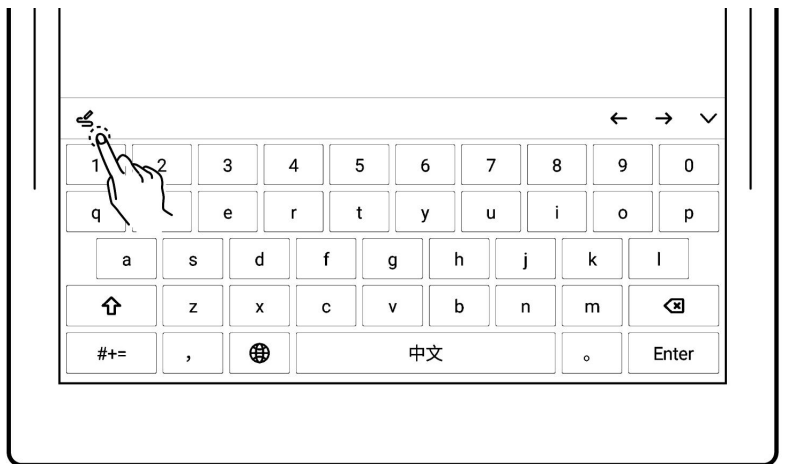 1 2 3 4 5 6 7 8 9 0
q e r t y u i o p
a s d f g h j k l
z x c v b n m
#+= ， 中文 。 Enter